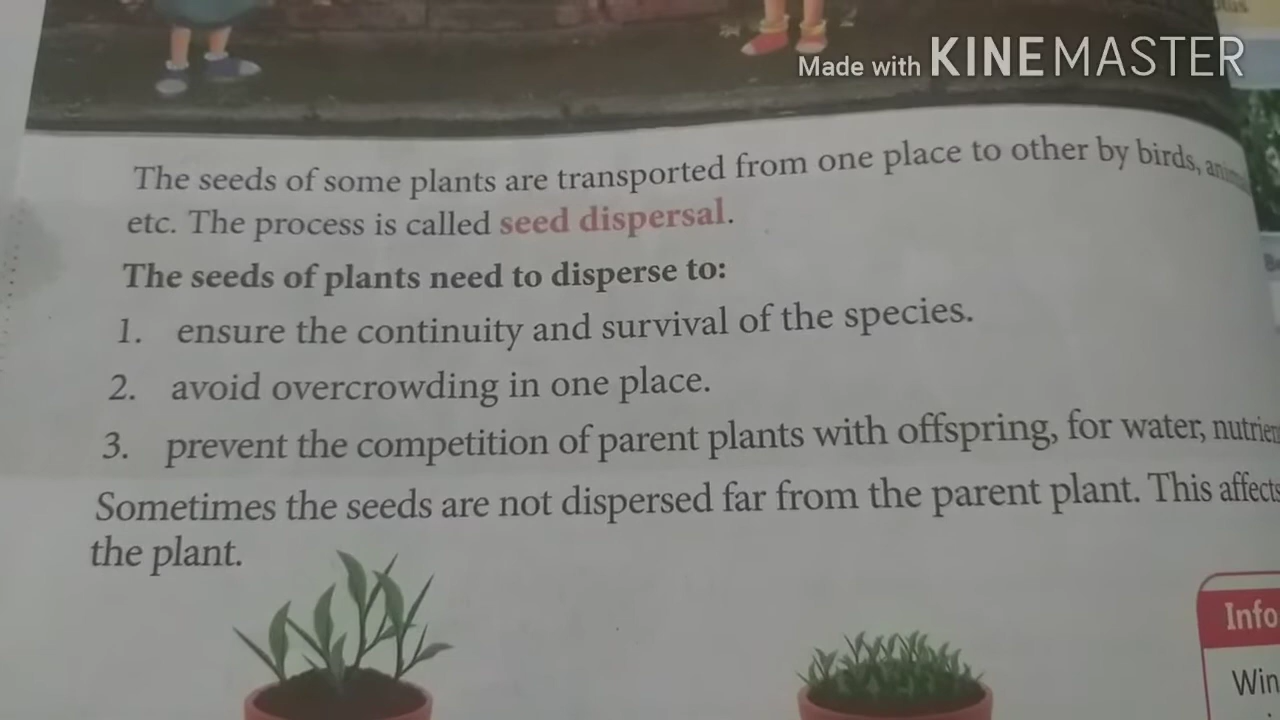 Made with KINEMASTER
The seeds of some plants are transported from one place to other by birds,
etc. The process is called seed dispersal.
The seeds of plants need to disperse to:
1. ensure the continuity and survival of the species.
2. avoid overcrowding in one place.
3. prevent the competition of parent plants with offspring, for water,
Sometimes the seeds are not dispersed far from the parent plant. This affects
the plant.
Info
Win